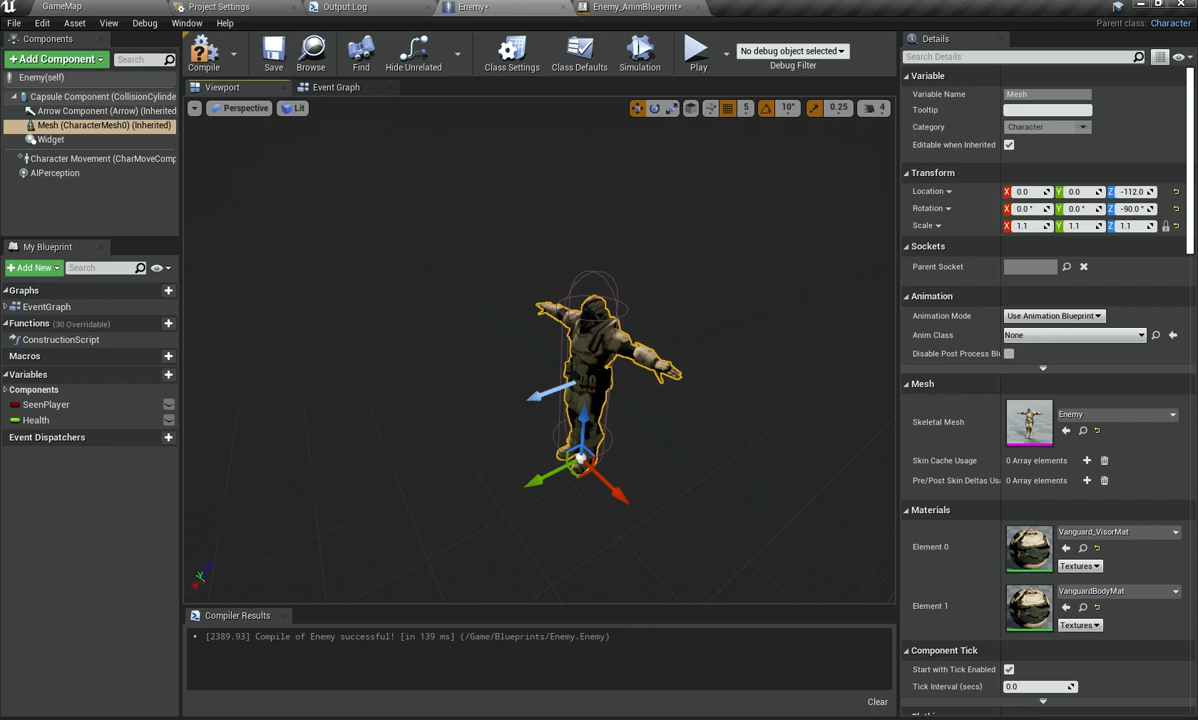 GameMap
Project Settings
Output Log
Enemy*
Enemy_AnimBlueprint*
File Edit Asset View Debug Window Help
Parent class: Character
Components
+ Add Component
Search
Enemy(self)
Capsule Component (CollisionCylinde
Arrow Component (Arrow) (Inherited
Mesh (CharacterMesh0) (Inherited)
Widget
Character Movement (CharMoveComp
AIPerception
My Blueprint
+ Add New
Search
Graphs
EventGraph
Functions (30 Overridable)
ConstructionScript
Macros
Variables
Components
SeenPlayer
Health
Event Dispatchers
Compile
Save
Browse
Find
Hide Unrelated
Class Settings
Class Defaults
Simulation
Play
No debug object selected
Debug Filter
Viewport
Event Graph
Perspective
Lit
5
10°
0.25
4
Compiler Results
[2389.93] Compile of Enemy successful! [in 139 ms] (/Game/Blueprints/Enemy.Enemy)
Clear
Details
Search Details
Variable
Variable Name Mesh
Tooltip
Category Character
Editable when Inherited
Transform
Location X 0.0 Y 0.0 Z -112.0
Rotation X 0.0° Y 0.0° Z -90.0°
Scale X 1.1 Y 1.1 Z 1.1
Sockets
Parent Socket
Animation
Animation Mode Use Animation Blueprint
Anim Class None
Disable Post Process Bl
Mesh
Skeletal Mesh Enemy
Skin Cache Usage 0 Array elements
Pre/Post Skin Deltas Us 0 Array elements
Materials
Element 0 Vanguard_VisorMat
Textures
Element 1 VanguardBodyMat
Textures
Component Tick
Start with Tick Enabled
Tick Interval (secs) 0.0